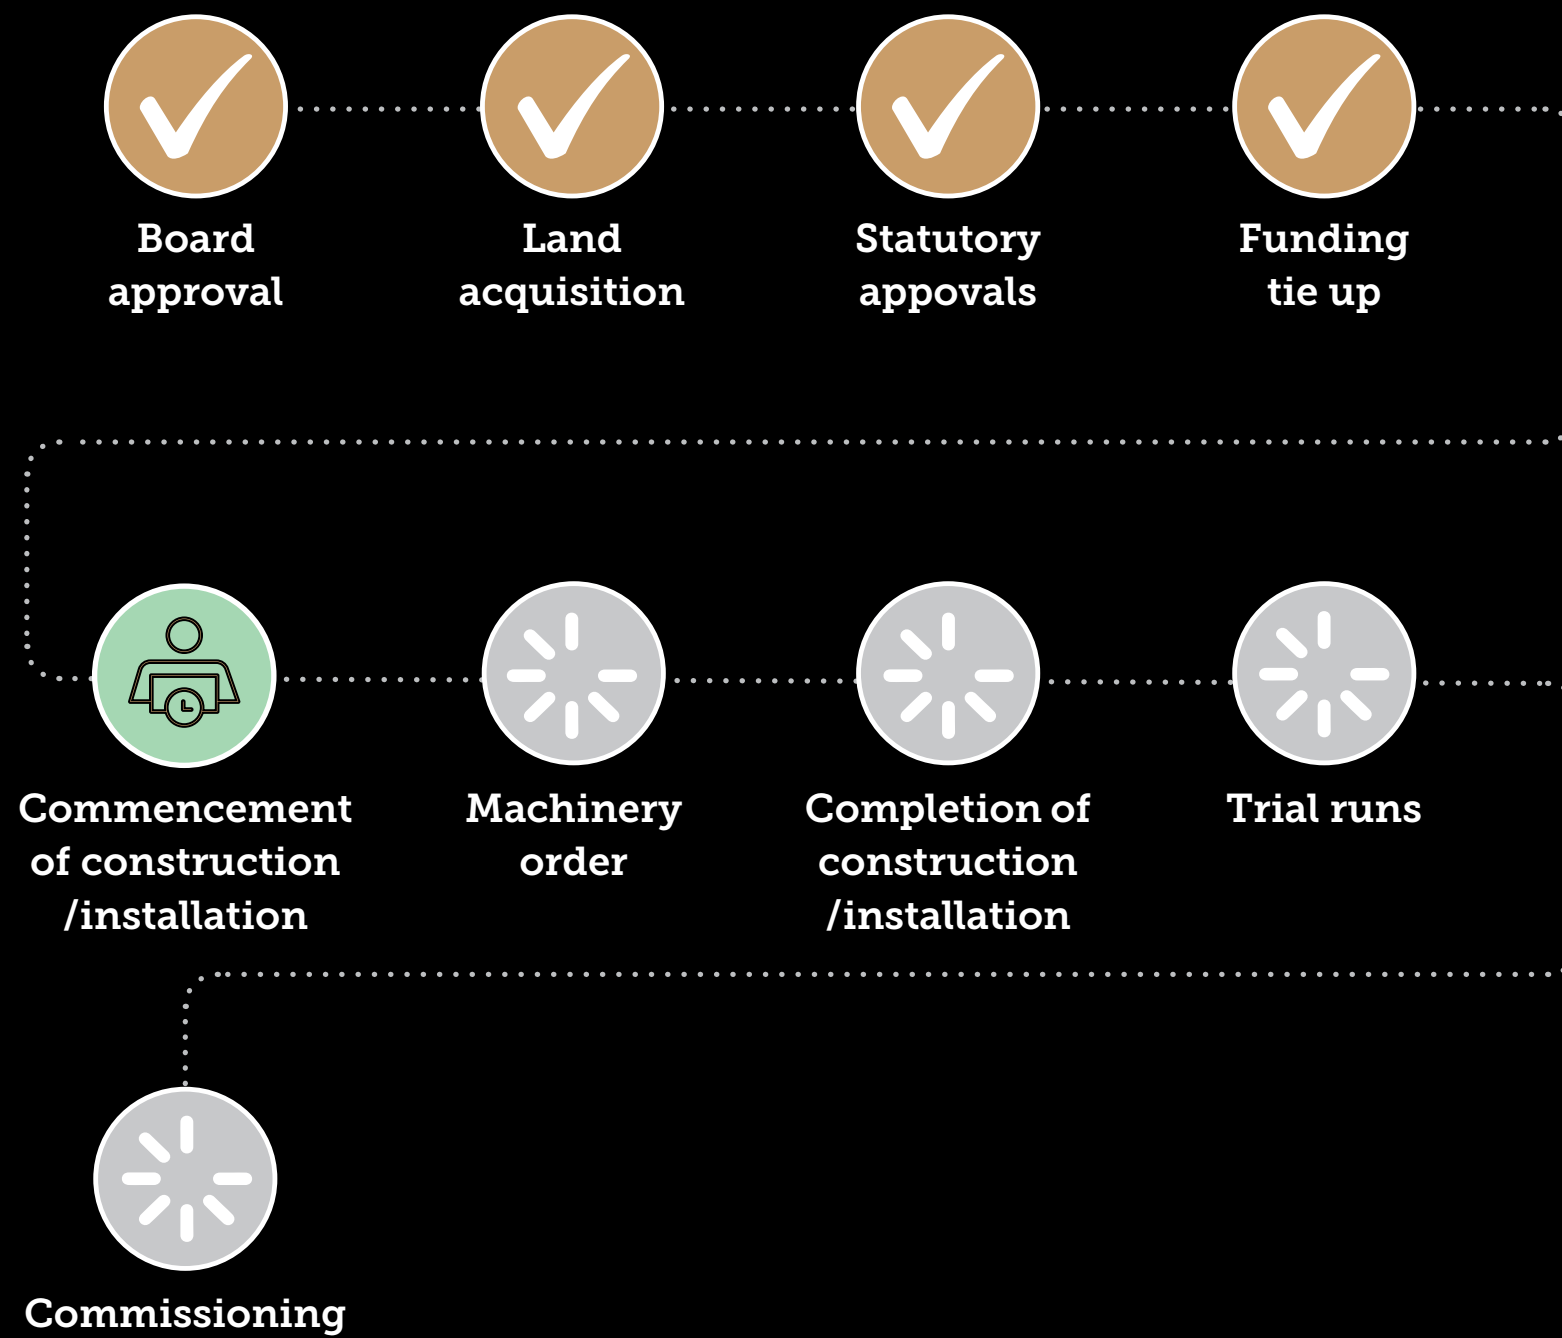 Board
approval
Land
acquisition
Statutory
appovals
Funding
tie up
Commencement
of construction
/installation
Machinery
order
Completion of
construction
/installation
Trial runs
Commissioning